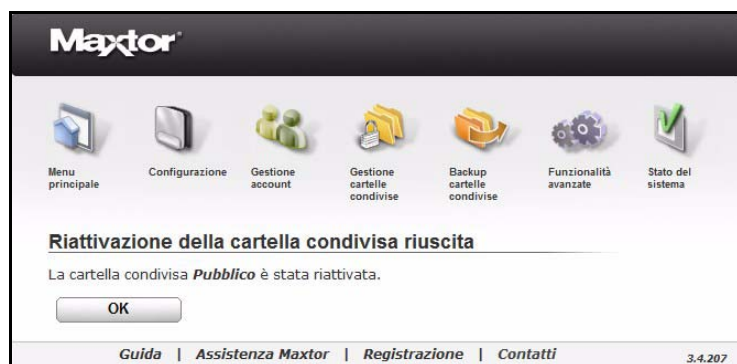 Maxtor
Menu
principale
Configurazione
Gestione
account
Gestione
cartelle
condivise
Backup
cartelle
condivise
Funzionalità
avanzate
Stato del
sistema
Riattivazione della cartella condivisa riuscita
La cartella condivisa Pubblico è stata riattivata.
OK
Guida | Assistenza Maxtor | Registrazione | Contatti
3.4.207